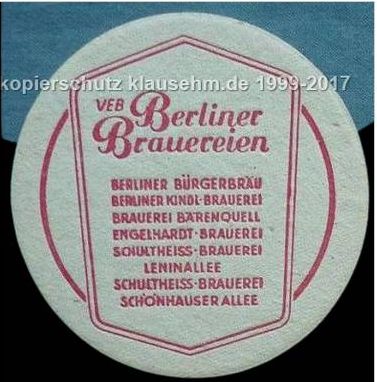 kopierschutz klausehm.de 1999-2017
VEB Berliner
Brauereien
BERLINER BÜRGERBRÄU
BERLINER KINDL-BRAUEREI
BRAUEREI BÄRENQUELL
ENGELHARDT-BRAUEREI
SCHULTHEISS-BRAUEREI
LENINALLEE
SCHULTHEISS-BRAUEREI
SCHÖNHAUSER ALLEE